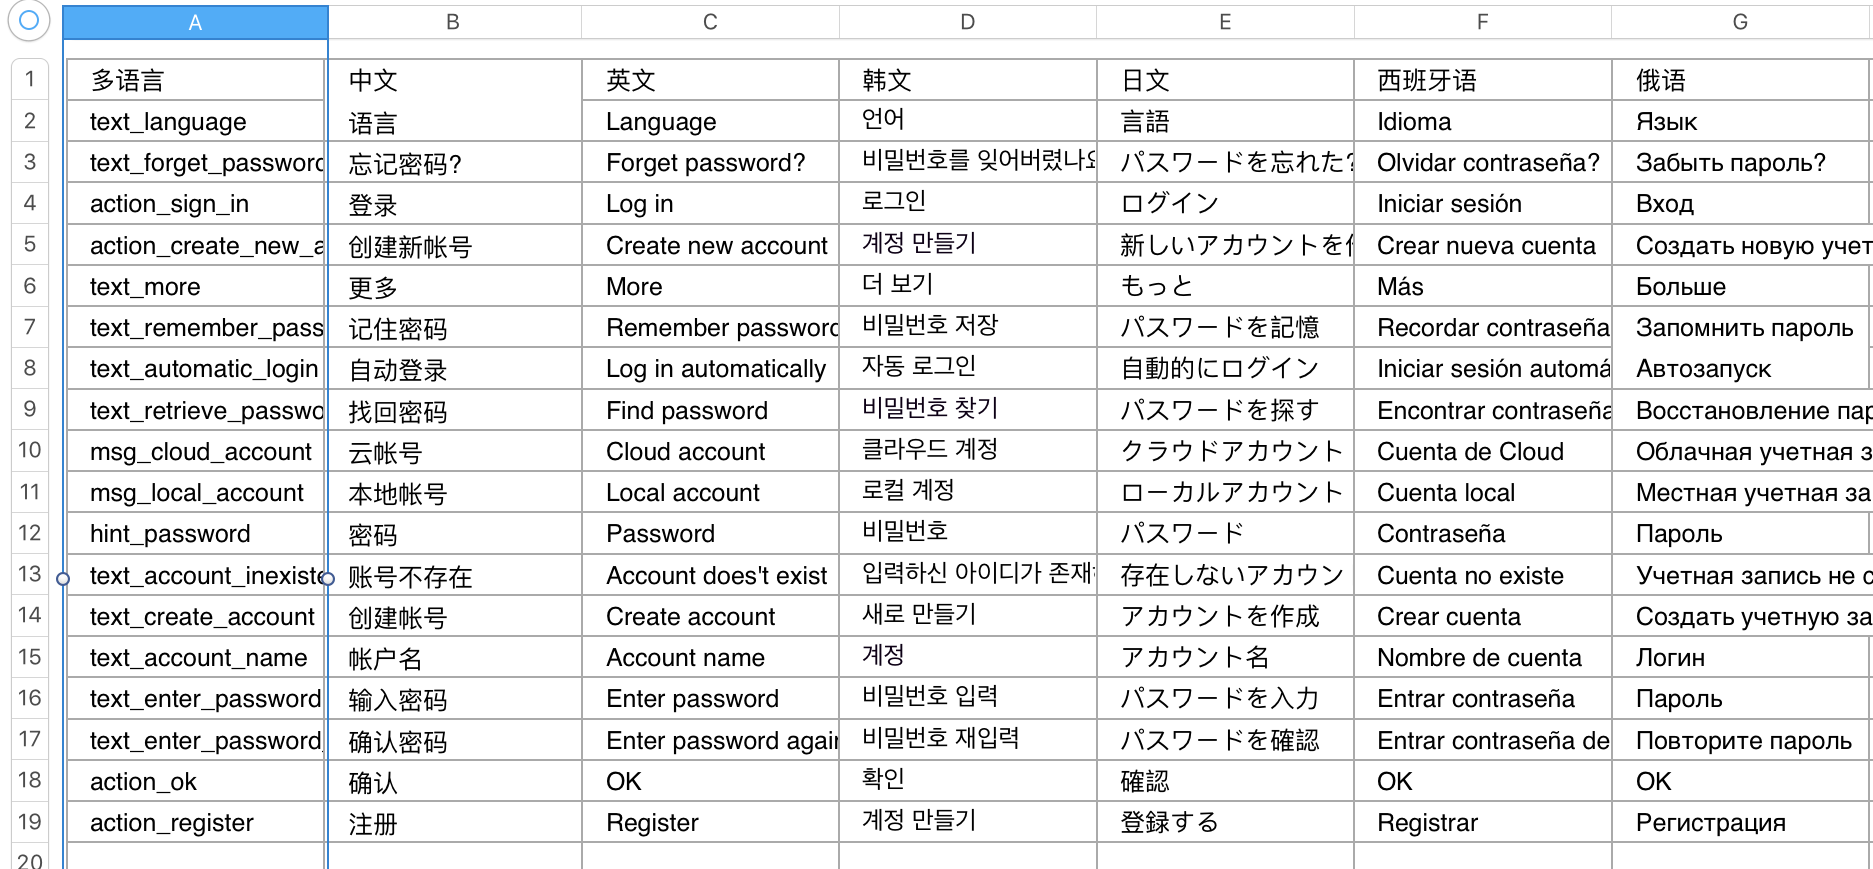 A B C D E F G
1 多语言 中文 英文 韩文 日文 西班牙语 俄语
2 text_language 语言 Language 언어 言語 Idioma Язык
3 text_forget_password 忘记密码? Forget password? 비밀번호를 잊어버렸나요 パスワードを忘れた? Olvidar contraseña? Забыть пароль?
4 action_sign_in 登录 Log in 로그인 ログイン Iniciar sesión Вход
5 action_create_new_a 创建新帐号 Create new account 계정 만들기 新しいアカウントを作 Crear nueva cuenta Создать новую учет
6 text_more 更多 More 더 보기 もっと Más Больше
7 text_remember_pass 记住密码 Remember password 비밀번호 저장 パスワードを記憶 Recordar contraseña Запомнить пароль
8 text_automatic_login 自动登录 Log in automatically 자동 로그인 自動的にログイン Iniciar sesión automá Автозапуск
9 text_retrieve_passwo 找回密码 Find password 비밀번호 찾기 パスワードを探す Encontrar contraseña Восстановление пар
10 msg_cloud_account 云帐号 Cloud account 클라우드 계정 クラウドアカウント Cuenta de Cloud Облачная учетная з
11 msg_local_account 本地帐号 Local account 로컬 계정 ローカルアカウント Cuenta local Местная учетная за
12 hint_password 密码 Password 비밀번호 パスワード Contraseña Пароль
13 text_account_inexiste 账号不存在 Account does't exist 입력하신 아이디가 존재하 存在しないアカウン Cuenta no existe Учетная запись не с
14 text_create_account 创建帐号 Create account 새로 만들기 アカウントを作成 Crear cuenta Создать учетную за
15 text_account_name 帐户名 Account name 계정 アカウント名 Nombre de cuenta Логин
16 text_enter_password 输入密码 Enter password 비밀번호 입력 パスワードを入力 Entrar contraseña Пароль
17 text_enter_password_ 确认密码 Enter password again 비밀번호 재입력 パスワードを確認 Entrar contraseña de Повторите пароль
18 action_ok 确认 OK 확인 確認 OK OK
19 action_register 注册 Register 계정 만들기 登録する Registrar Регистрация
20